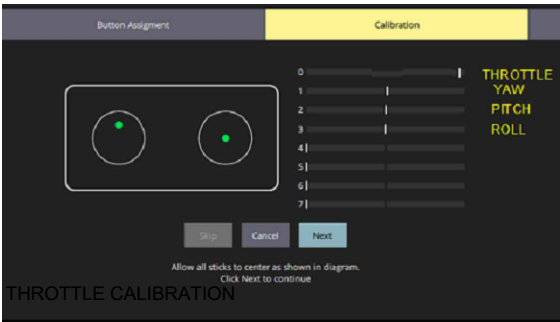 Button Assigment
Calibration
0
THROTTLE
1
YAW
2
PITCH
3
ROLL
4
5
6
7
Skip
Cancel
Next
Allow all sticks to center as shown in diagram.
Click Next to continue
THROTTLE CALIBRATION